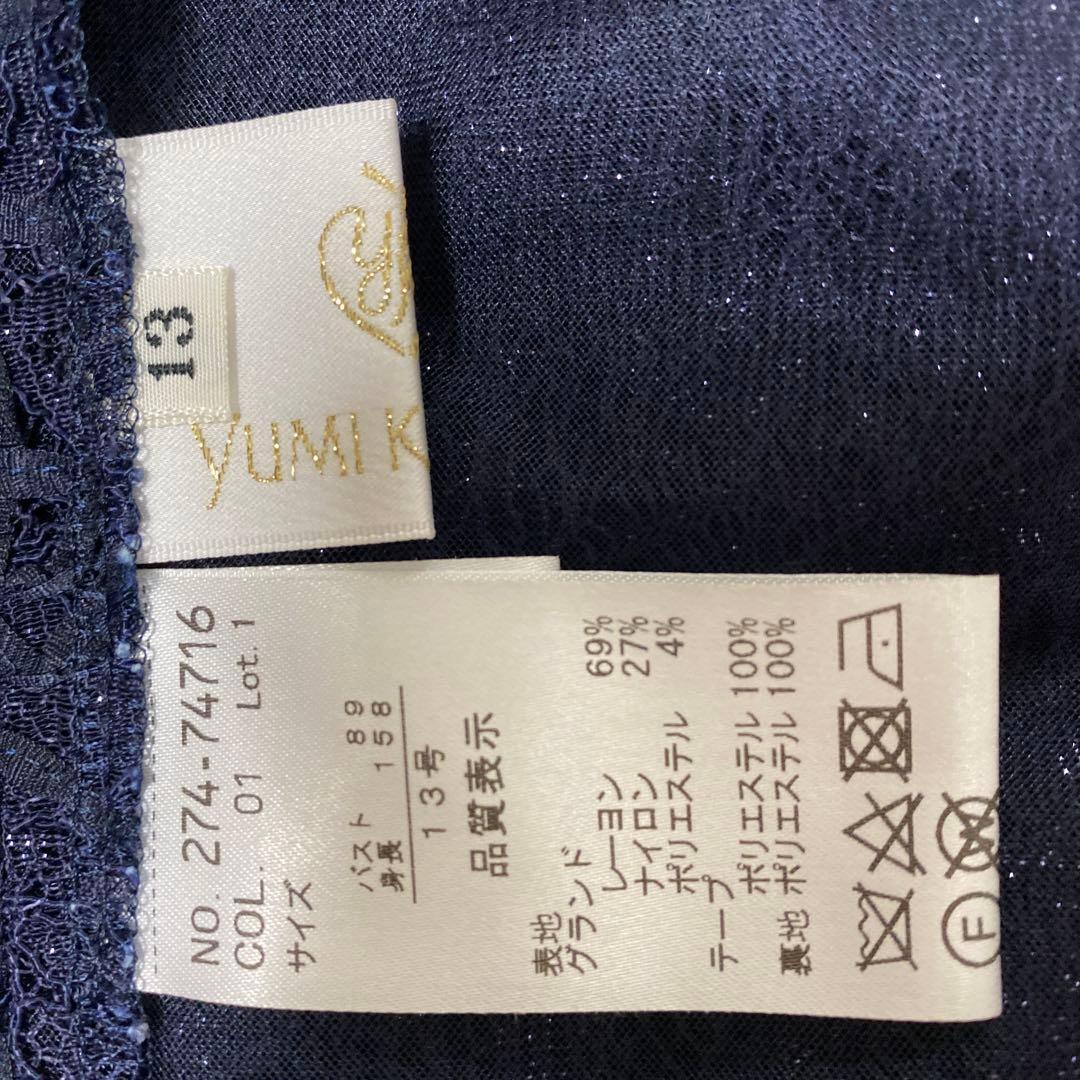 13
YUMI K
NO. 274-74716
COL. 01 Lot.1
サイズ
バスト 89
身長 158
13号
品質表示
表地
グランド
レーヨン 69%
ナイロン 27%
ポリエステル 4%
テープ
ポリエステル 100%
裏地 ポリエステル 100%
W
F